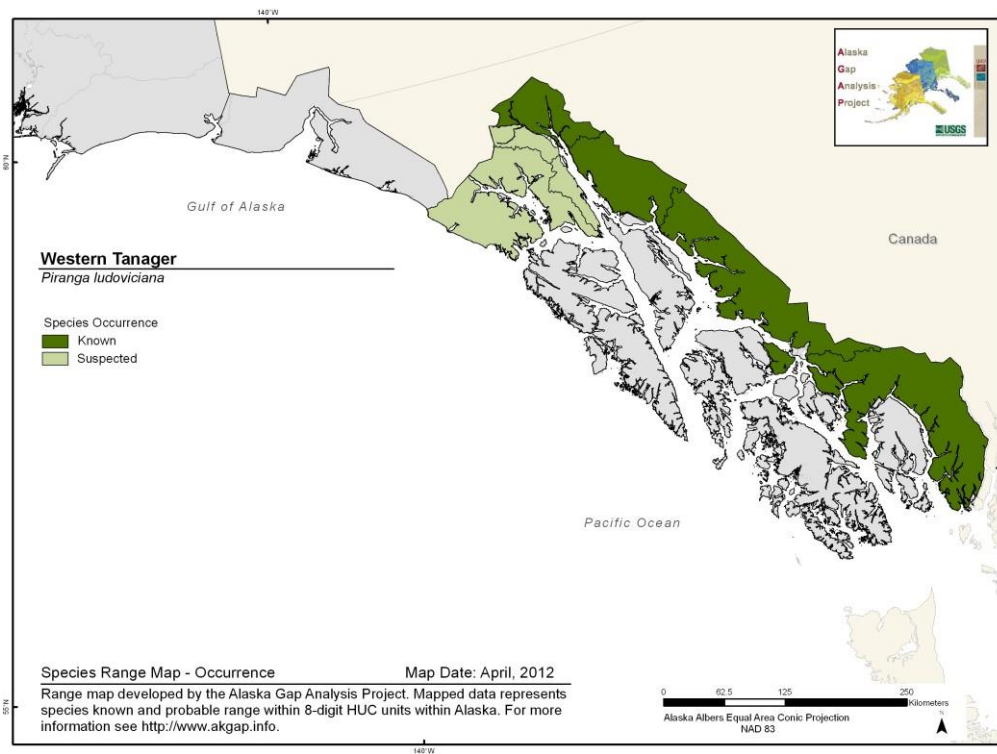 140°W
Alaska
Gap
Analysis
Project
USGS
60°N
Gulf of Alaska
Canada
Western Tanager
Piranga ludoviciana
Species Occurrence
Known
Suspected
Pacific Ocean
Species Range Map - Occurrence Map Date: April, 2012
Range map developed by the Alaska Gap Analysis Project. Mapped data represents
species known and probable range within 8-digit HUC units within Alaska. For more
information see http://www.akgap.info.
0 62.5 125 250
Kilometers
Alaska Albers Equal Area Conic Projection
NAD 83
N
55°N
140°W